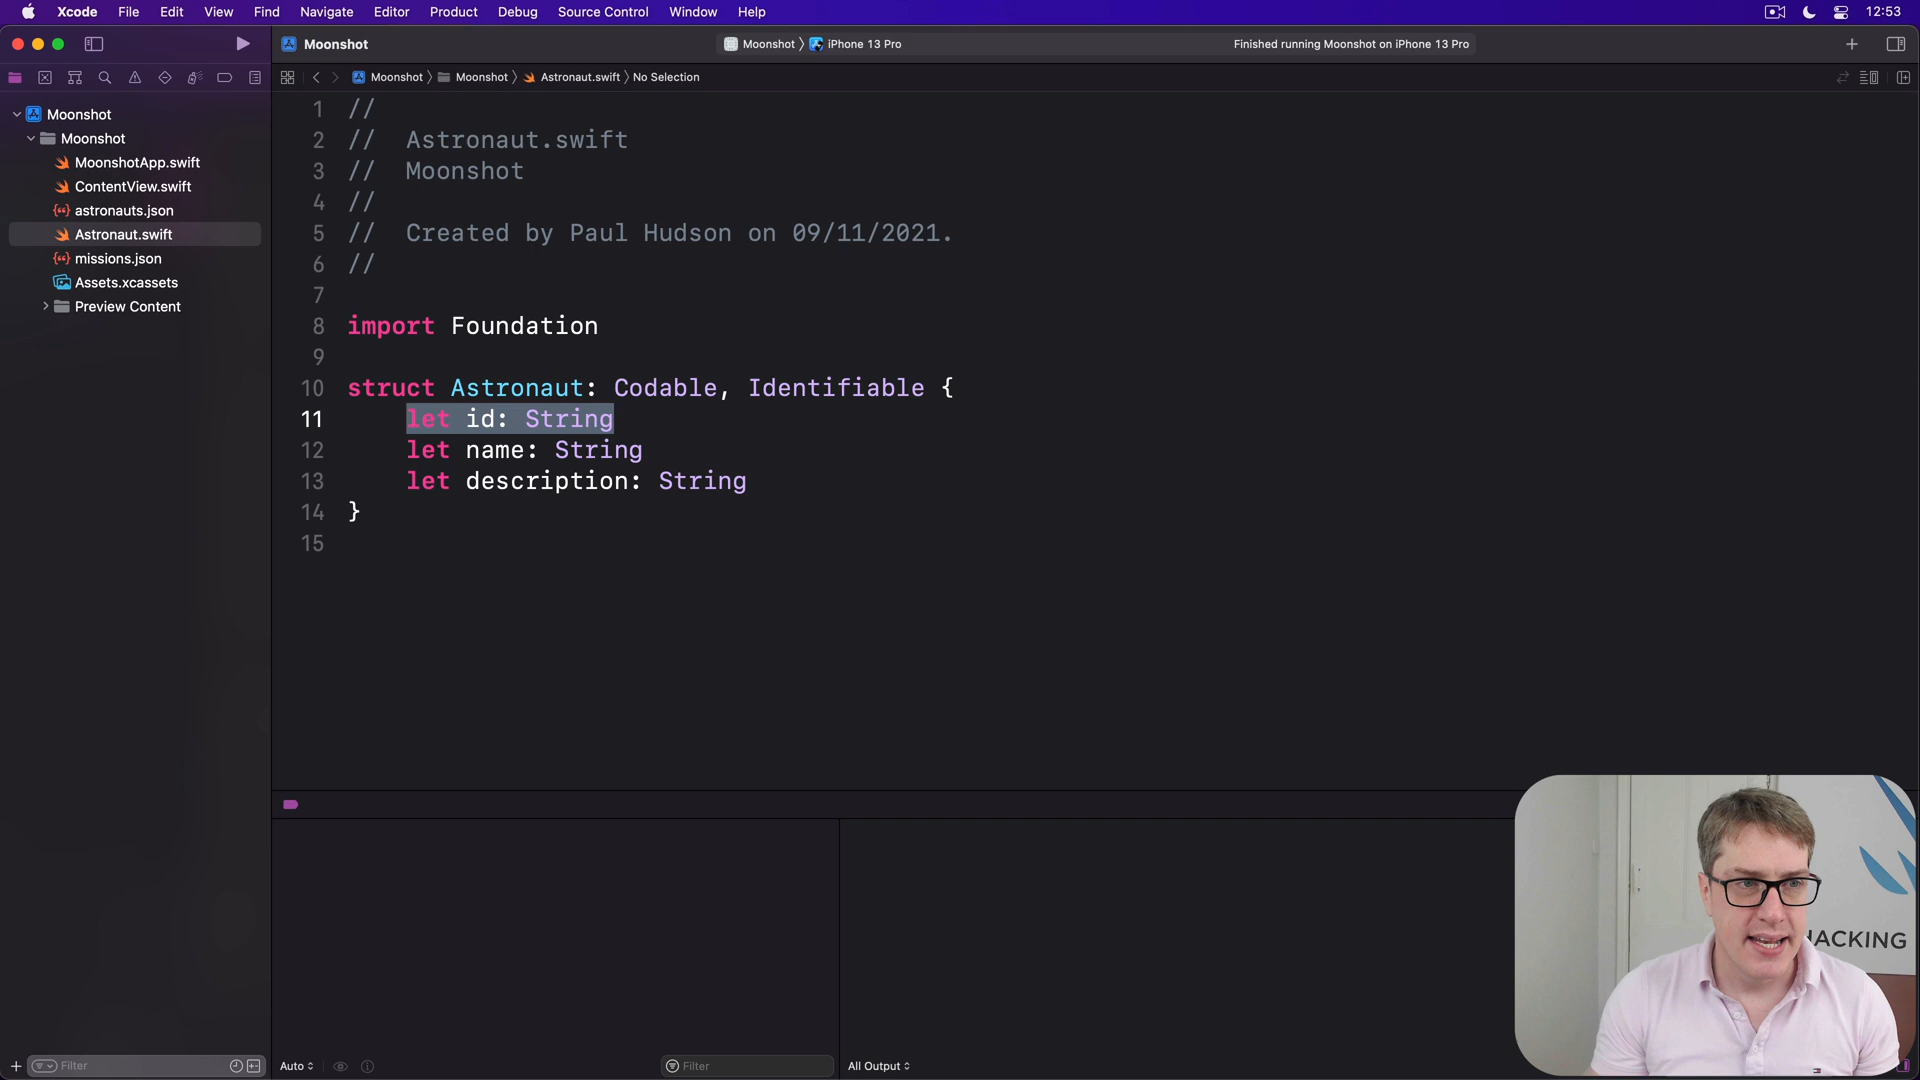 Xcode File Edit View Find Navigate Editor Product Debug Source Control Window Help 12:53
Moonshot
Moonshot 〉 iPhone 13 Pro
Finished running Moonshot on iPhone 13 Pro
Moonshot 〉 Moonshot 〉 Astronaut.swift 〉 No Selection
Moonshot
Moonshot
MoonshotApp.swift
ContentView.swift
astronauts.json
Astronaut.swift
missions.json
Assets.xcassets
Preview Content
1 //
2 //  Astronaut.swift
3 //  Moonshot
4 //
5 //  Created by Paul Hudson on 09/11/2021.
6 //
7
8 import Foundation
9
10 struct Astronaut: Codable, Identifiable {
11     let id: String
12     let name: String
13     let description: String
14 }
15
HACKING
Filter
Auto
Filter
All Output